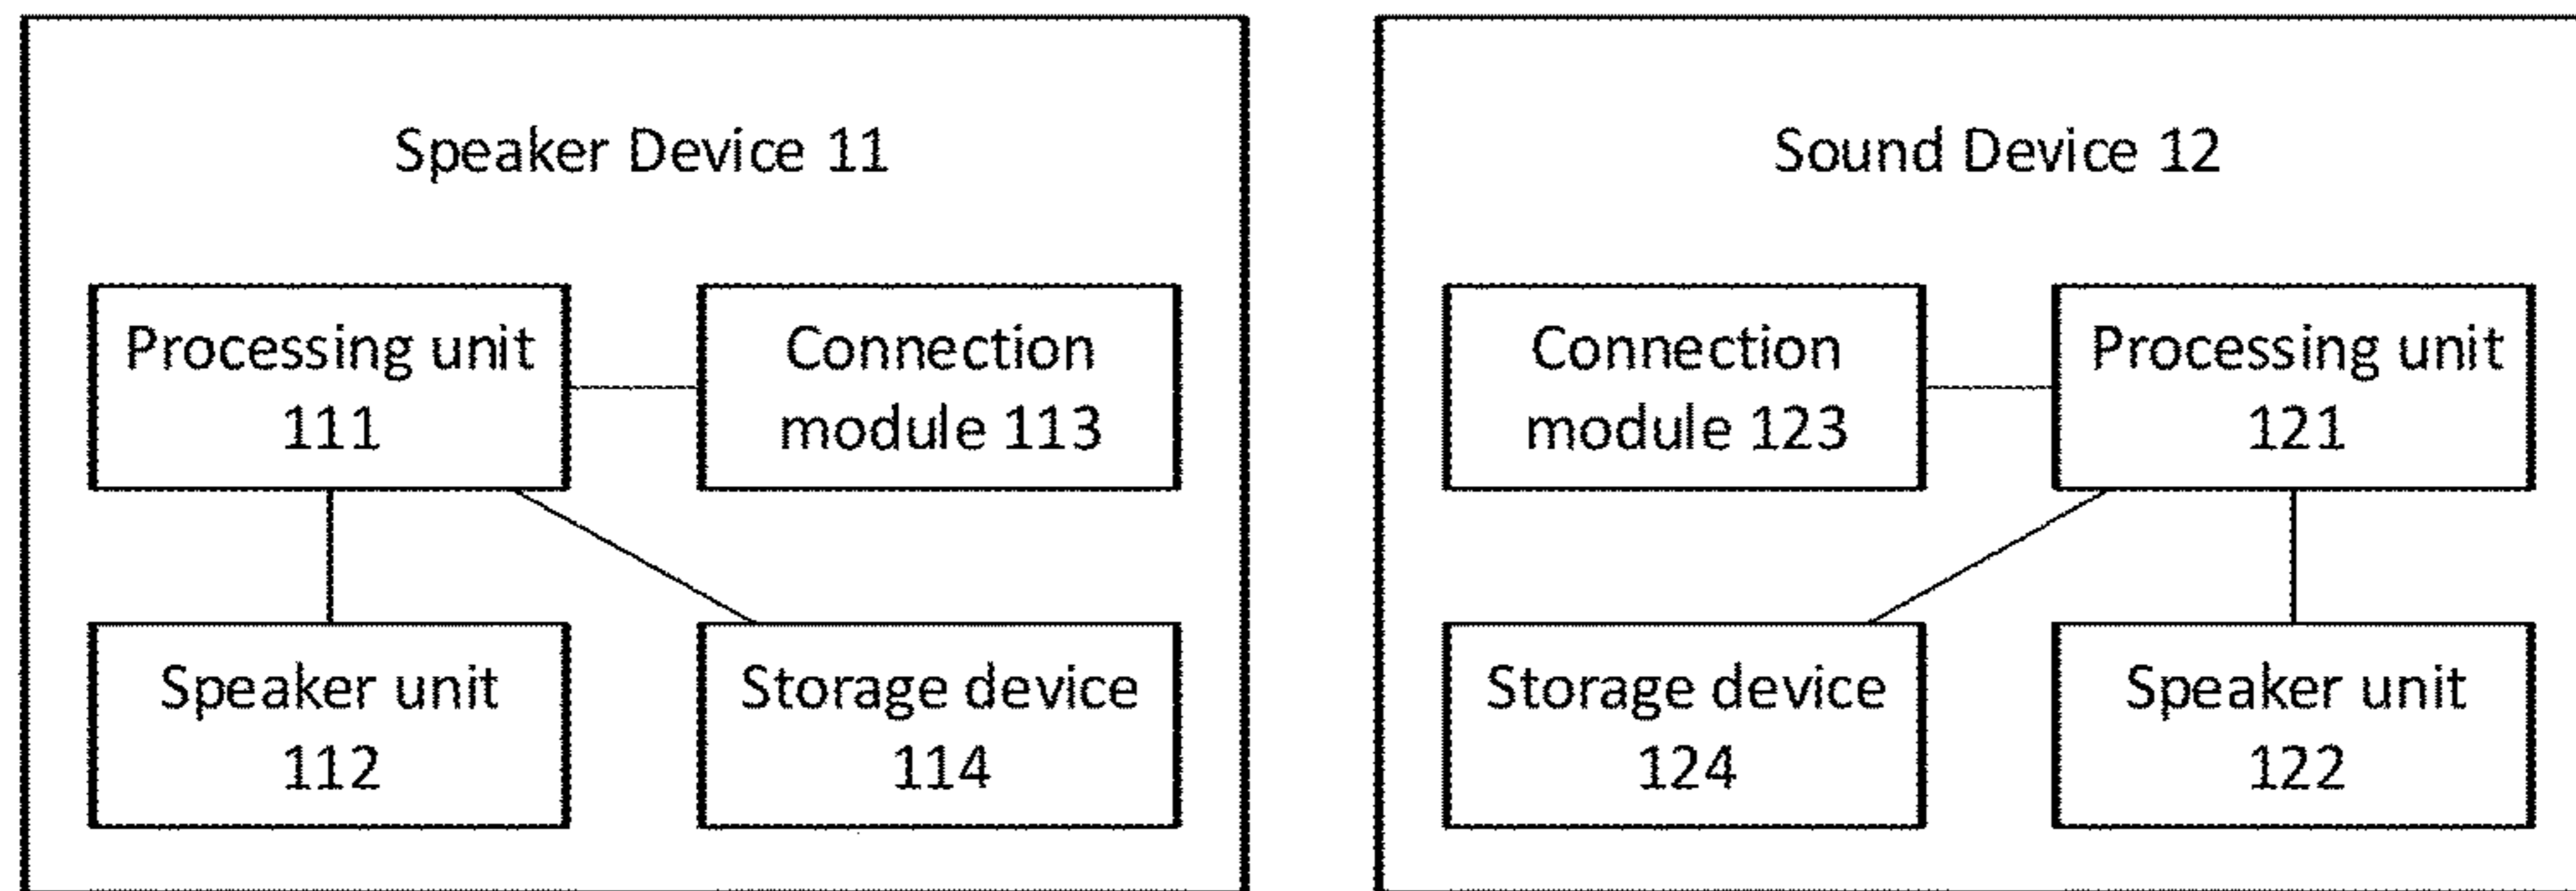 Speaker Device 11
Processing unit
111
Connection
module 113
Speaker unit
112
Storage device
114
Sound Device 12
Connection
module 123
Processing unit
121
Storage device
124
Speaker unit
122